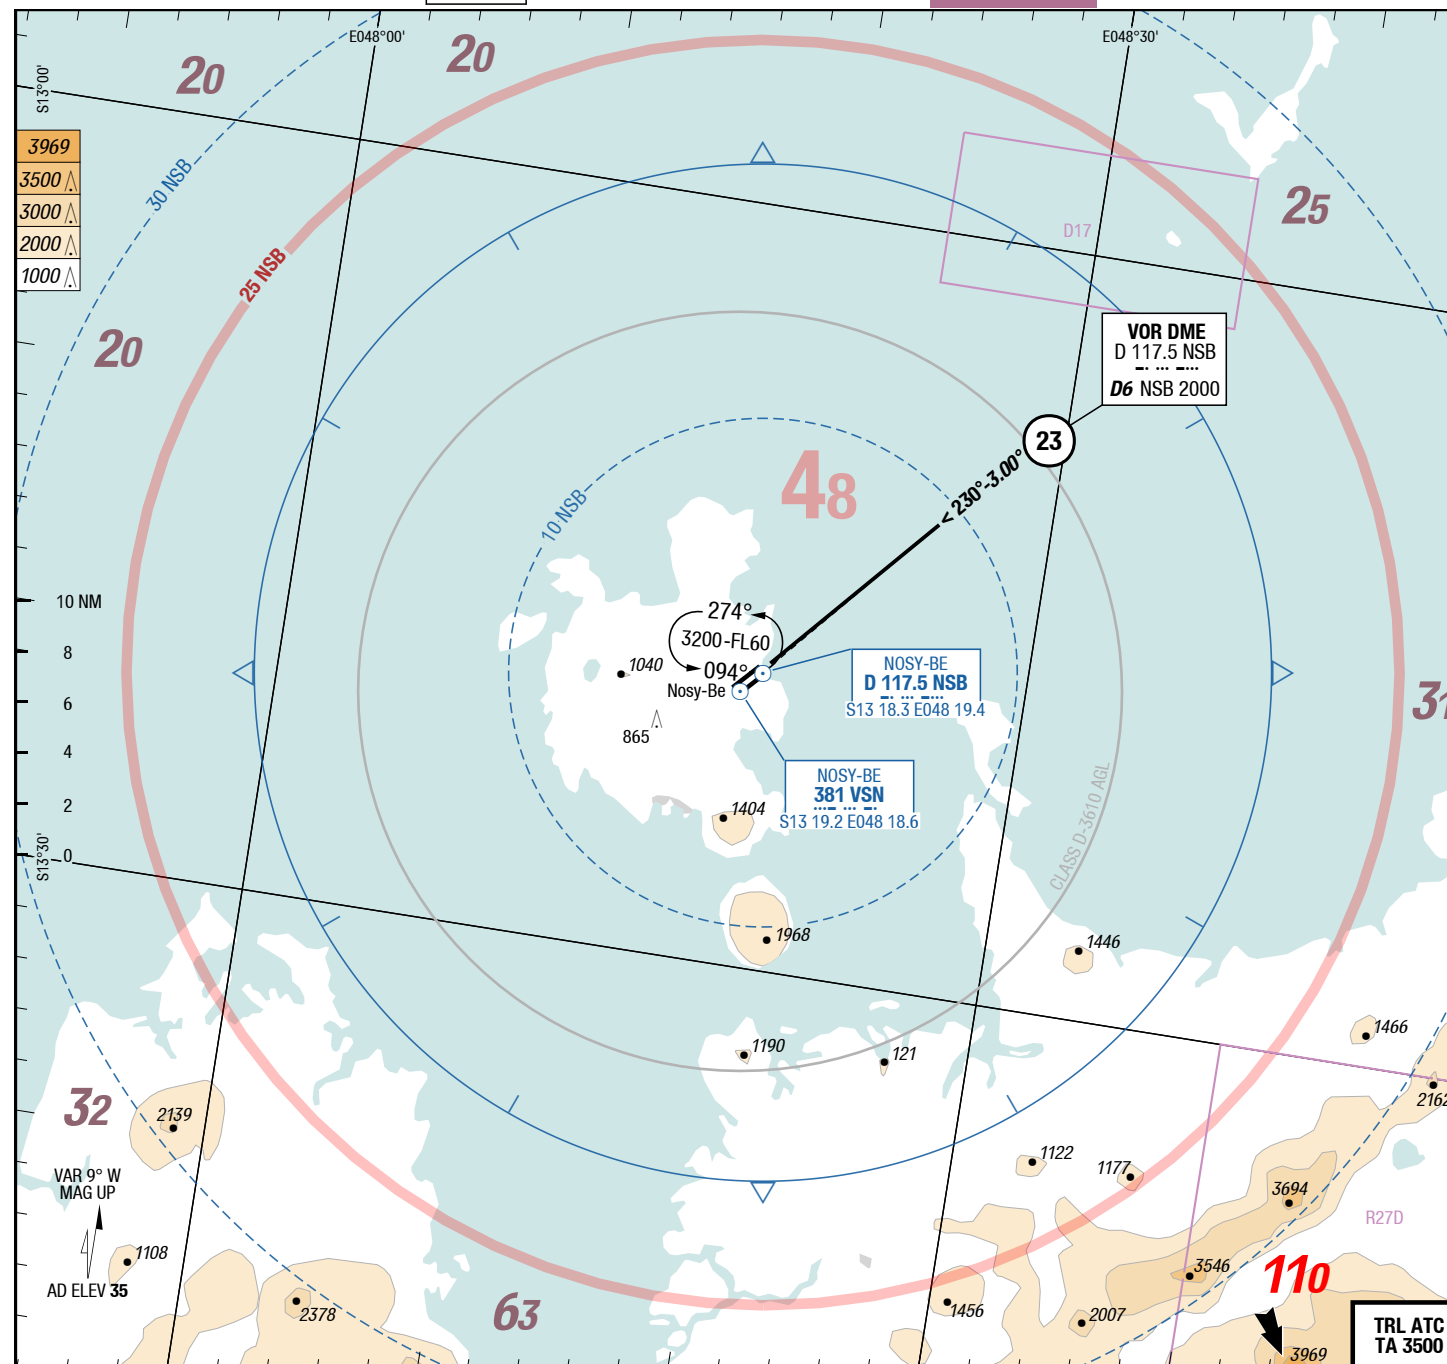 E048°00'
E048°30'
20
20
S13°00'
3969
3500
3000
2000
1000
30 NSB
25 NSB
25
D17
20
VOR DME
D 117.5 NSB
D6 NSB 2000
23
< 230°-3.00°
48
10 NSB
10 NM
8
6
4
2
0
274°
3200-FL60
094°
Nosy-Be
1040
865
NOSY-BE
D 117.5 NSB
S13 18.3 E048 19.4
31
NOSY-BE
381 VSN
S13 19.2 E048 18.6
1404
CLASS D-3610 AGL
S13°30'
1968
1446
1190
121
1466
2162
32
2139
1122
1177
3694
VAR 9° W
MAG UP
R27D
1108
AD ELEV 35
3546
110
2378
63
1456
2007
3969
TRL ATC
TA 3500